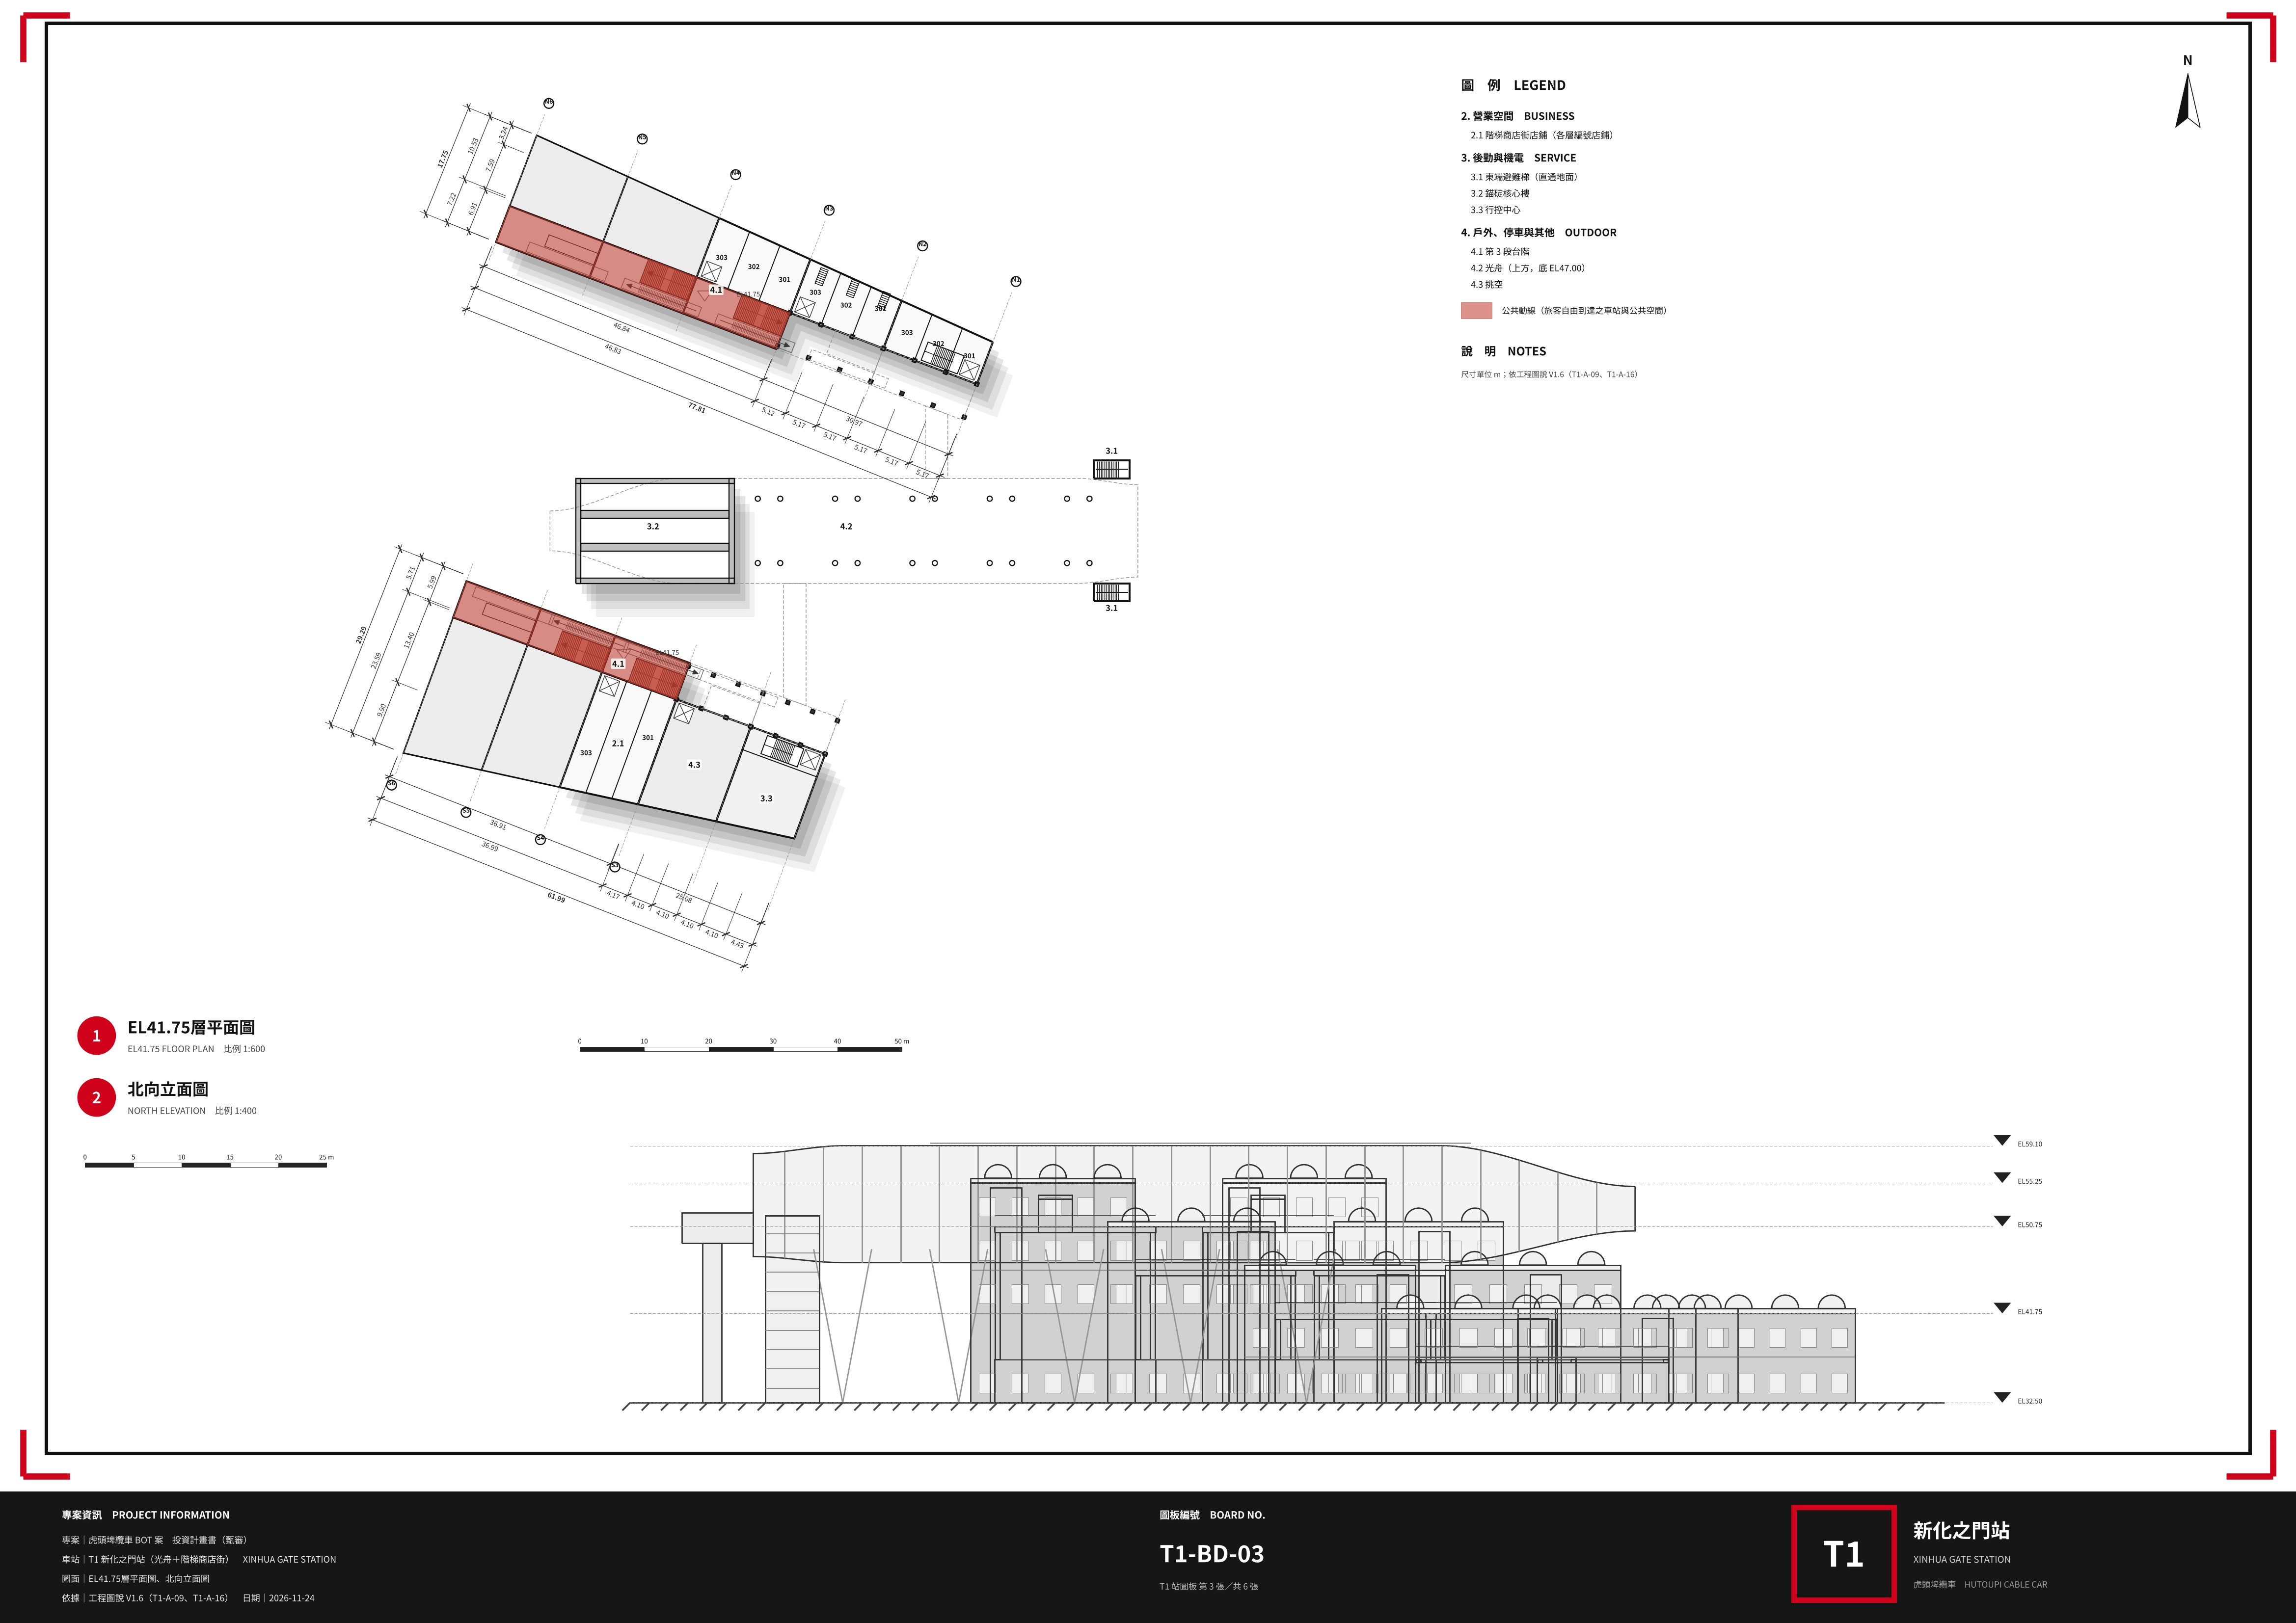 N
圖 例 LEGEND
2. 營業空間 BUSINESS
2.1 階梯商店街店鋪（各層編號店鋪）
3. 後勤與機電 SERVICE
3.1 東端避難梯（直通地面）
3.2 錨碇核心樓
3.3 行控中心
4. 戶外、停車與其他 OUTDOOR
4.1 第 3 段台階
4.2 光舟（上方，底 EL47.00）
4.3 挑空
公共動線（旅客自由到達之車站與公共空間）
說 明 NOTES
尺寸單位 m；依工程圖說 V1.6（T1-A-09、T1-A-16）
N6
N5
N4
N3
N2
N1
17.75
10.53
7.22
3.24
7.59
6.91
303
302
301
4.1
EL41.75
303
302
301
303
302
301
46.84
46.83
77.81
5.12
5.17
5.17
5.17
5.17
5.17
30.97
3.1
3.2
4.2
3.1
29.29
5.71
23.59
5.99
13.40
9.90
4.1
EL41.75
303
2.1
301
4.3
3.3
S6
S5
S4
S3
36.91
36.99
61.99
4.17
4.10
4.10
4.10
4.10
4.43
25.08
1
EL41.75層平面圖
EL41.75 FLOOR PLAN 比例 1:600
0 10 20 30 40 50 m
2
北向立面圖
NORTH ELEVATION 比例 1:400
0 5 10 15 20 25 m
EL59.10
EL55.25
EL50.75
EL41.75
EL32.50
專案資訊 PROJECT INFORMATION
專案｜虎頭埤纜車 BOT 案 投資計畫書（甄審）
車站｜T1 新化之門站（光舟＋階梯商店街） XINHUA GATE STATION
圖面｜EL41.75層平面圖、北向立面圖
依據｜工程圖說 V1.6（T1-A-09、T1-A-16） 日期｜2026-11-24
圖板編號 BOARD NO.
T1-BD-03
T1 站圖板 第 3 張／共 6 張
T1
新化之門站
XINHUA GATE STATION
虎頭埤纜車 HUTOUPI CABLE CAR